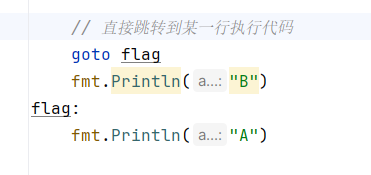 // 直接跳转到某一行执行代码
goto flag
fmt.Println( a...: "B")
flag:
fmt.Println( a...: "A")